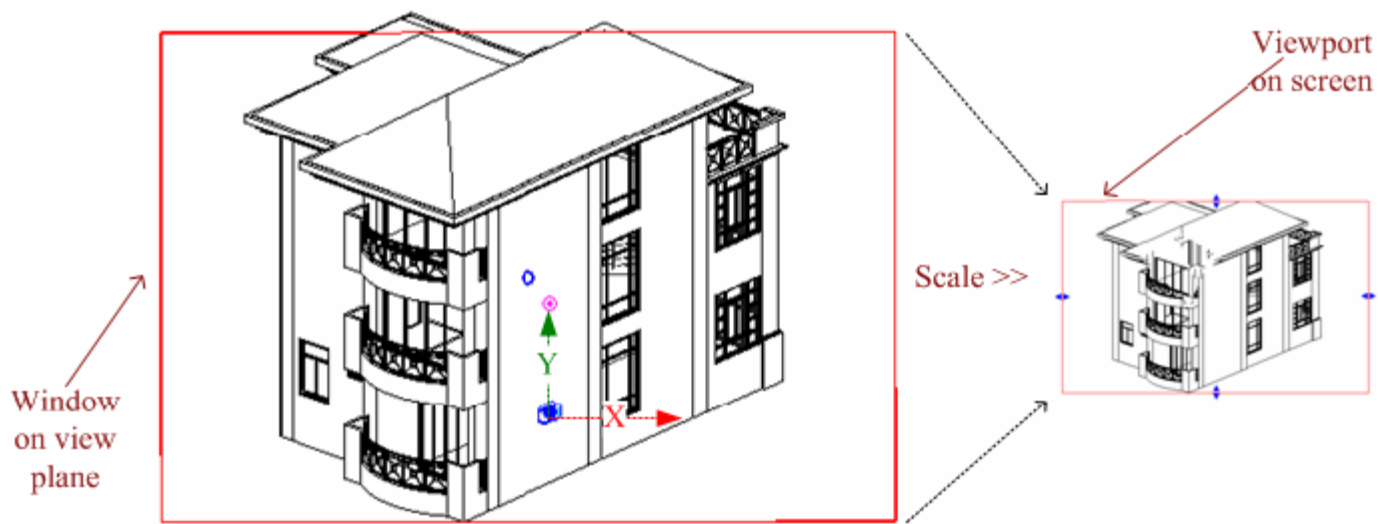 Viewport
on screen
Scale >>
Y
X
Window
on view
plane